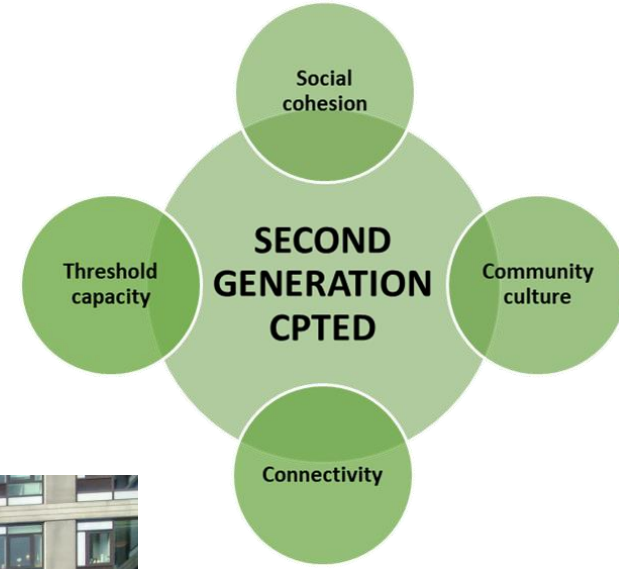 Social
cohesion
SECOND
GENERATION
CPTED
Threshold
capacity
Community
culture
Connectivity